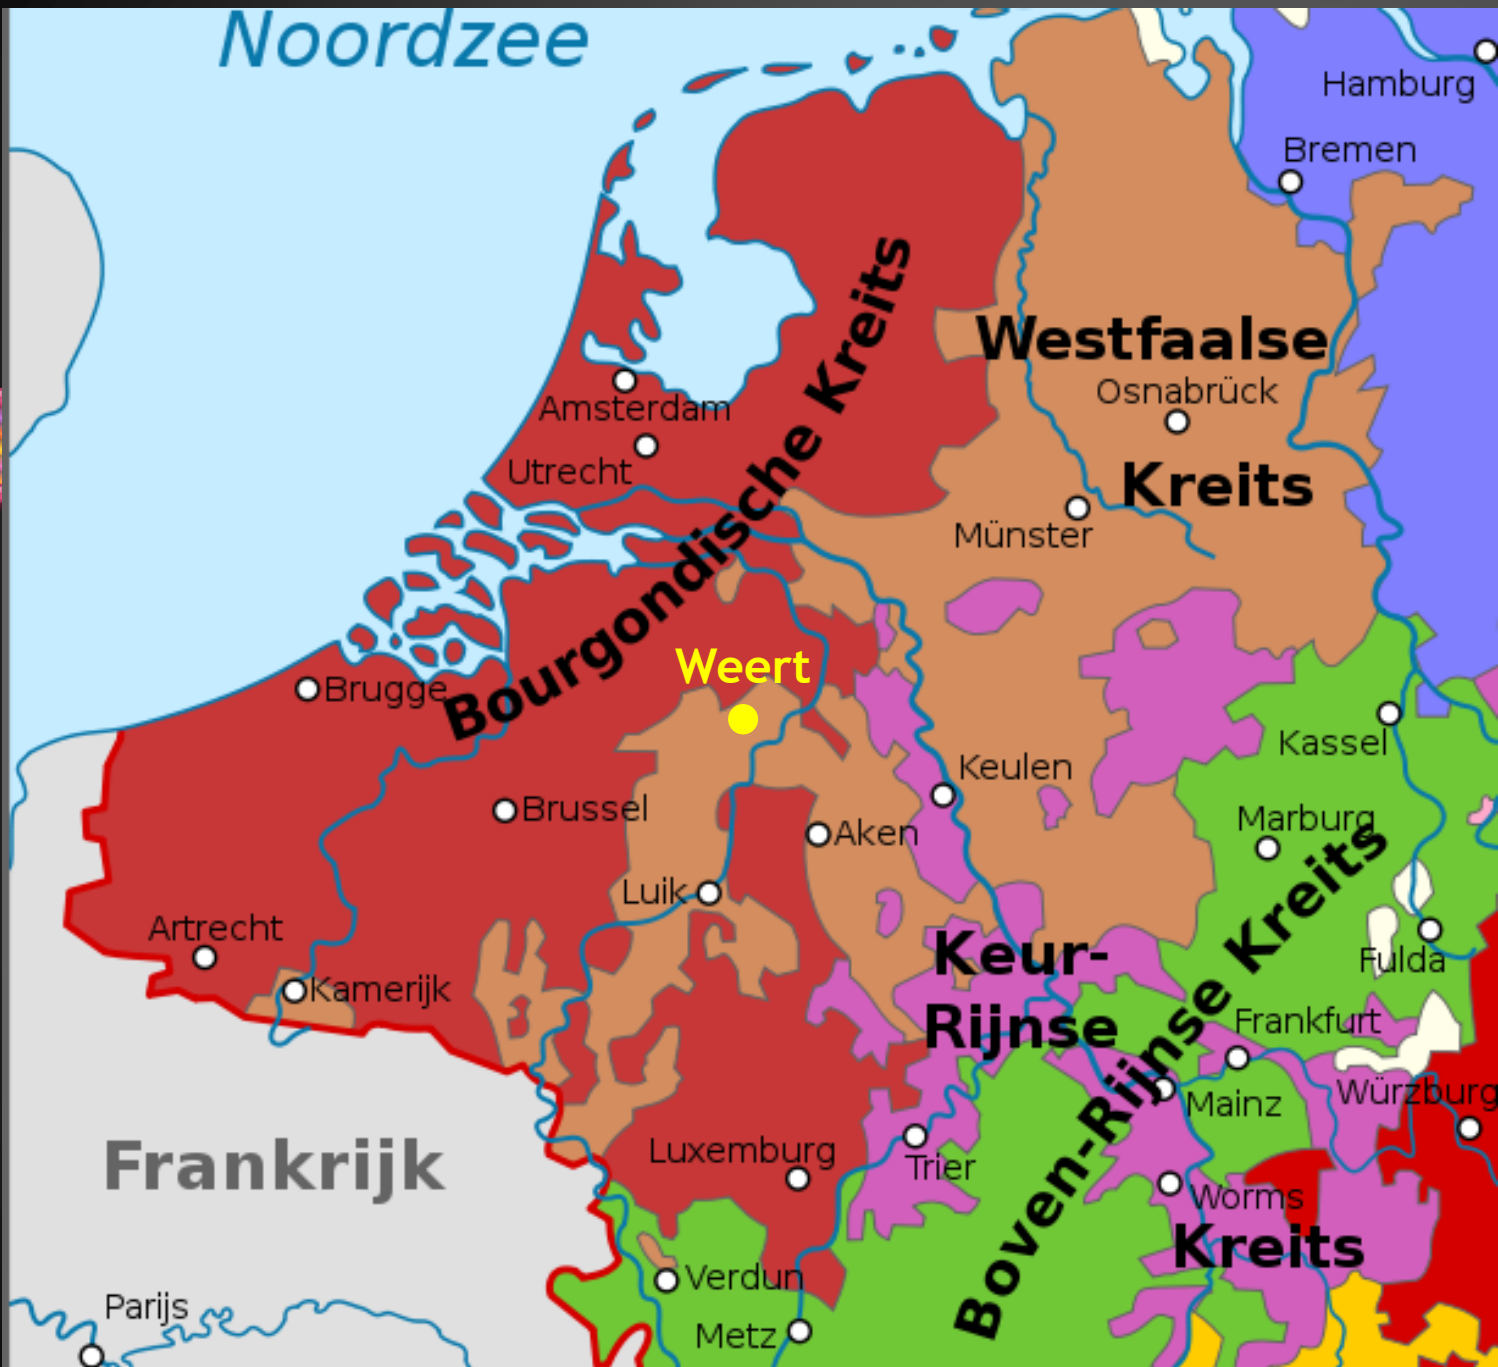 Noordzee
Hamburg
Bremen
Westfaalse
Osnabrück
Kreits
Münster
Amsterdam
Utrecht
Bourgondische Kreits
Weert
Brugge
Brussel
Keulen
Kassel
Aken
Marburg
Luik
Artrecht
Kamerijk
Keur-
Rijnse
Fulda
Frankfurt
Boven-Rijnse Kreits
Mainz
Würzburg
Frankrijk
Luxemburg
Trier
Worms
Kreits
Verdun
Parijs
Metz